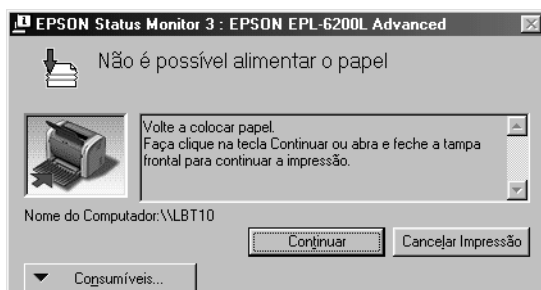 EPSON Status Monitor 3 : EPSON EPL-6200L Advanced
Não é possível alimentar o papel
Volte a colocar papel.
Faça clique na tecla Continuar ou abra e feche a tampa
frontal para continuar a impressão.
Nome do Computador:\\LBT10
Continuar
Cancelar Impressão
Consumíveis...